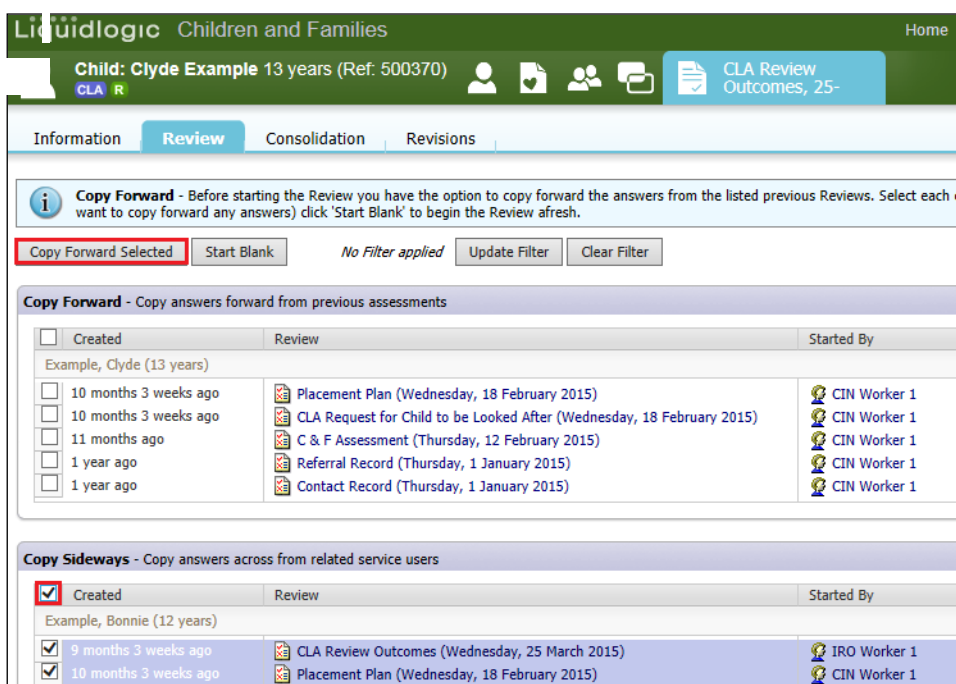 Liquidlogic Children and Families Home
Child: Clyde Example 13 years (Ref: 500370)
CLA R
CLA Review
Outcomes, 25-
Information Review Consolidation Revisions
Copy Forward - Before starting the Review you have the option to copy forward the answers from the listed previous Reviews. Select each
want to copy forward any answers) click 'Start Blank' to begin the Review afresh.
Copy Forward Selected Start Blank No Filter applied Update Filter Clear Filter
Copy Forward - Copy answers forward from previous assessments
Created Review Started By
Example, Clyde (13 years)
10 months 3 weeks ago Placement Plan (Wednesday, 18 February 2015) CIN Worker 1
10 months 3 weeks ago CLA Request for Child to be Looked After (Wednesday, 18 February 2015) CIN Worker 1
11 months ago C & F Assessment (Thursday, 12 February 2015) CIN Worker 1
1 year ago Referral Record (Thursday, 1 January 2015) CIN Worker 1
1 year ago Contact Record (Thursday, 1 January 2015) CIN Worker 1
Copy Sideways - Copy answers across from related service users
Created Review Started By
Example, Bonnie (12 years)
9 months 3 weeks ago CLA Review Outcomes (Wednesday, 25 March 2015) IRO Worker 1
10 months 3 weeks ago Placement Plan (Wednesday, 18 February 2015) CIN Worker 1